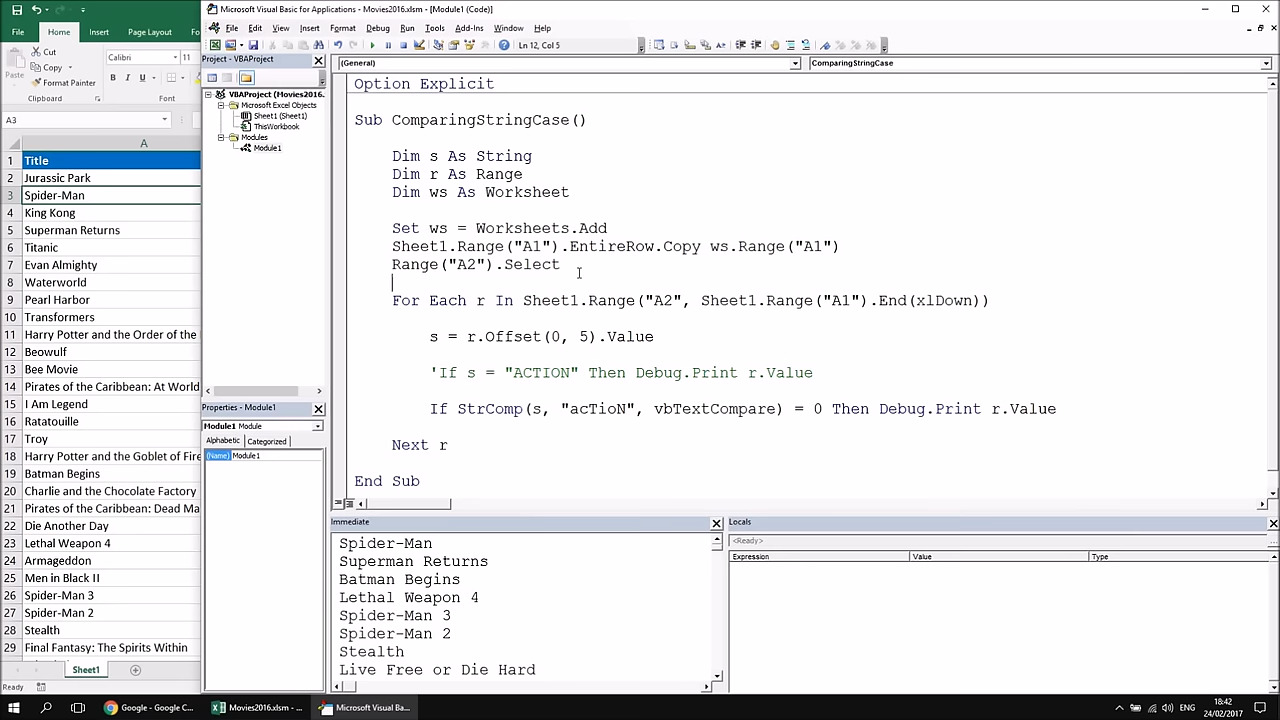 Microsoft Visual Basic for Applications - Movies2016.xlsm - [Module1 (Code)]
File Home Insert Page Layout
Cut
Copy
Format Painter
Paste
Clipboard
Calibri 11
B I U
Font
File Edit View Insert Format Debug Run Tools Add-Ins Window Help
Ln 12, Col 5
Project - VBAProject
VBAProject (Movies2016.
Microsoft Excel Objects
Sheet1 (Sheet1)
ThisWorkbook
Modules
Module1
A3
A
1 Title
2 Jurassic Park
3 Spider-Man
4 King Kong
5 Superman Returns
6 Titanic
7 Evan Almighty
8 Waterworld
9 Pearl Harbor
10 Transformers
11 Harry Potter and the Order of the
12 Beowulf
13 Bee Movie
14 Pirates of the Caribbean: At World
15 I Am Legend
16 Ratatouille
17 Troy
18 Harry Potter and the Goblet of Fire
19 Batman Begins
20 Charlie and the Chocolate Factory
21 Pirates of the Caribbean: Dead Ma
22 Die Another Day
23 Lethal Weapon 4
24 Armageddon
25 Men in Black II
26 Spider-Man 3
27 Spider-Man 2
28 Stealth
29 Final Fantasy: The Spirits Within
Sheet1
Ready
Properties - Module1
Module1 Module
Alphabetic Categorized
(Name) Module1
(General) ComparingStringCase
Option Explicit
Sub ComparingStringCase()
Dim s As String
Dim r As Range
Dim ws As Worksheet
Set ws = Worksheets.Add
Sheet1.Range("A1").EntireRow.Copy ws.Range("A1")
Range("A2").Select
For Each r In Sheet1.Range("A2", Sheet1.Range("A1").End(xlDown))
s = r.Offset(0, 5).Value
'If s = "ACTION" Then Debug.Print r.Value
If StrComp(s, "acTioN", vbTextCompare) = 0 Then Debug.Print r.Value
Next r
End Sub
Immediate
Spider-Man
Superman Returns
Batman Begins
Lethal Weapon 4
Spider-Man 3
Spider-Man 2
Stealth
Live Free or Die Hard
Locals
<Ready>
Expression Value Type
Google - Google C... Movies2016.xlsm - ... Microsoft Visual Ba...
ENG
18:42
24/02/2017